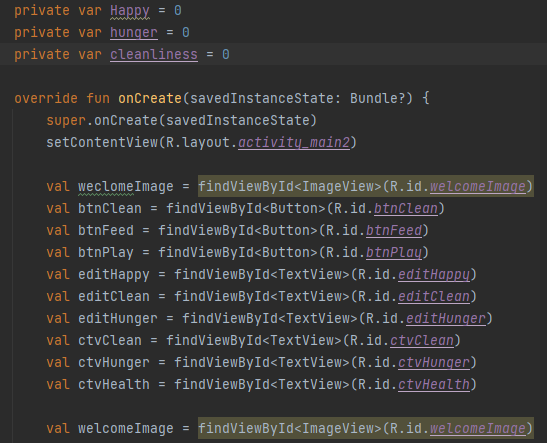 private var Happy = 0
private var hunger = 0
private var cleanliness = 0
override fun onCreate(savedInstanceState: Bundle?) {
super.onCreate(savedInstanceState)
setContentView(R.layout.activity_main2)
val weclomeImage = findViewById<ImageView>(R.id.welcomeImage)
val btnClean = findViewById<Button>(R.id.btnClean)
val btnFeed = findViewById<Button>(R.id.btnFeed)
val btnPlay = findViewById<Button>(R.id.btnPlay)
val editHappy = findViewById<TextView>(R.id.editHappy)
val editClean = findViewById<TextView>(R.id.editClean)
val editHunger = findViewById<TextView>(R.id.editHunger)
val ctvClean = findViewById<TextView>(R.id.ctvClean)
val ctvHunger = findViewById<TextView>(R.id.ctvHunger)
val ctvHealth = findViewById<TextView>(R.id.ctvHealth)
val welcomeImage = findViewById<ImageView>(R.id.welcomeImage)